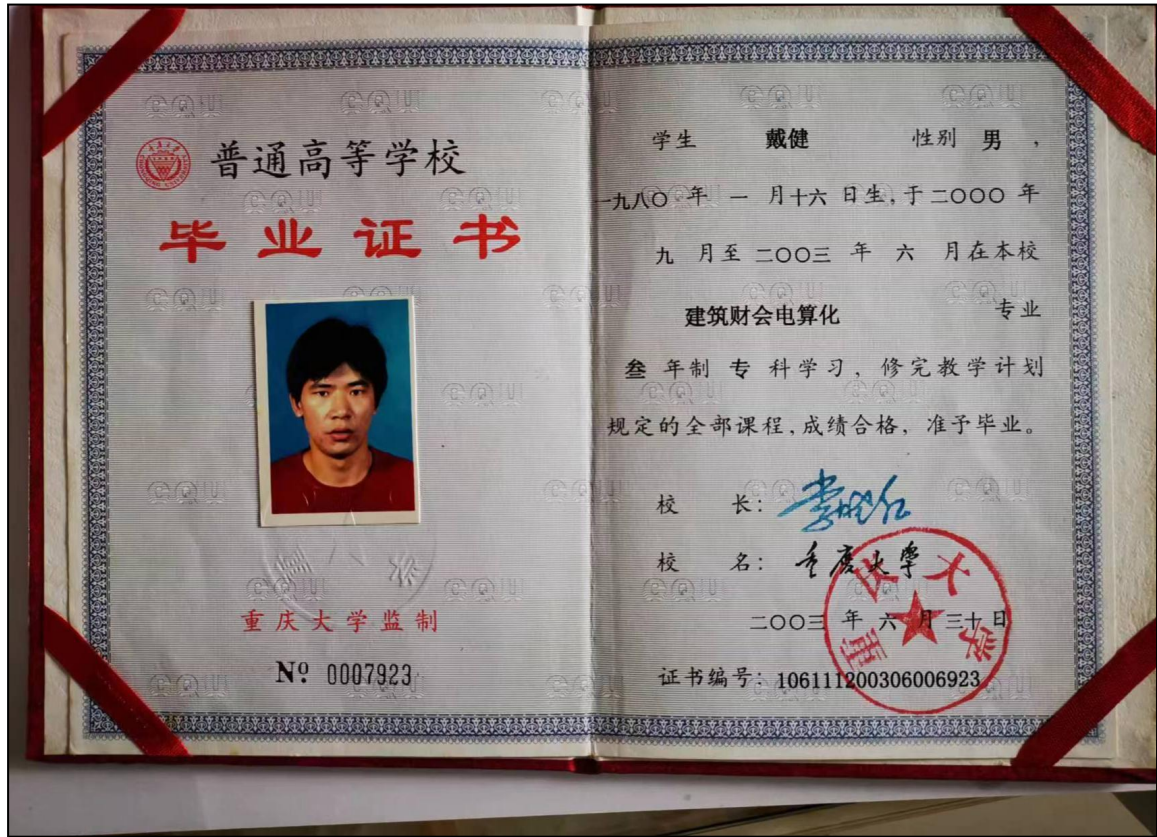 普通高等学校
毕业证书
重庆大学监制
Nº 0007923
学生 戴健 性别 男，
一九八〇年 一 月十六 日生，于二〇〇〇 年
九 月至 二〇〇三 年 六 月在本校
建筑财会电算化 专业
叁 年制 专 科学习，修完教学计划
规定的全部课程，成绩合格，准予毕业。
校 长：
校 名：重庆大学
二〇〇三 年 六 月 三十 日
证书编号：106111200306006923
重庆大学
CQU